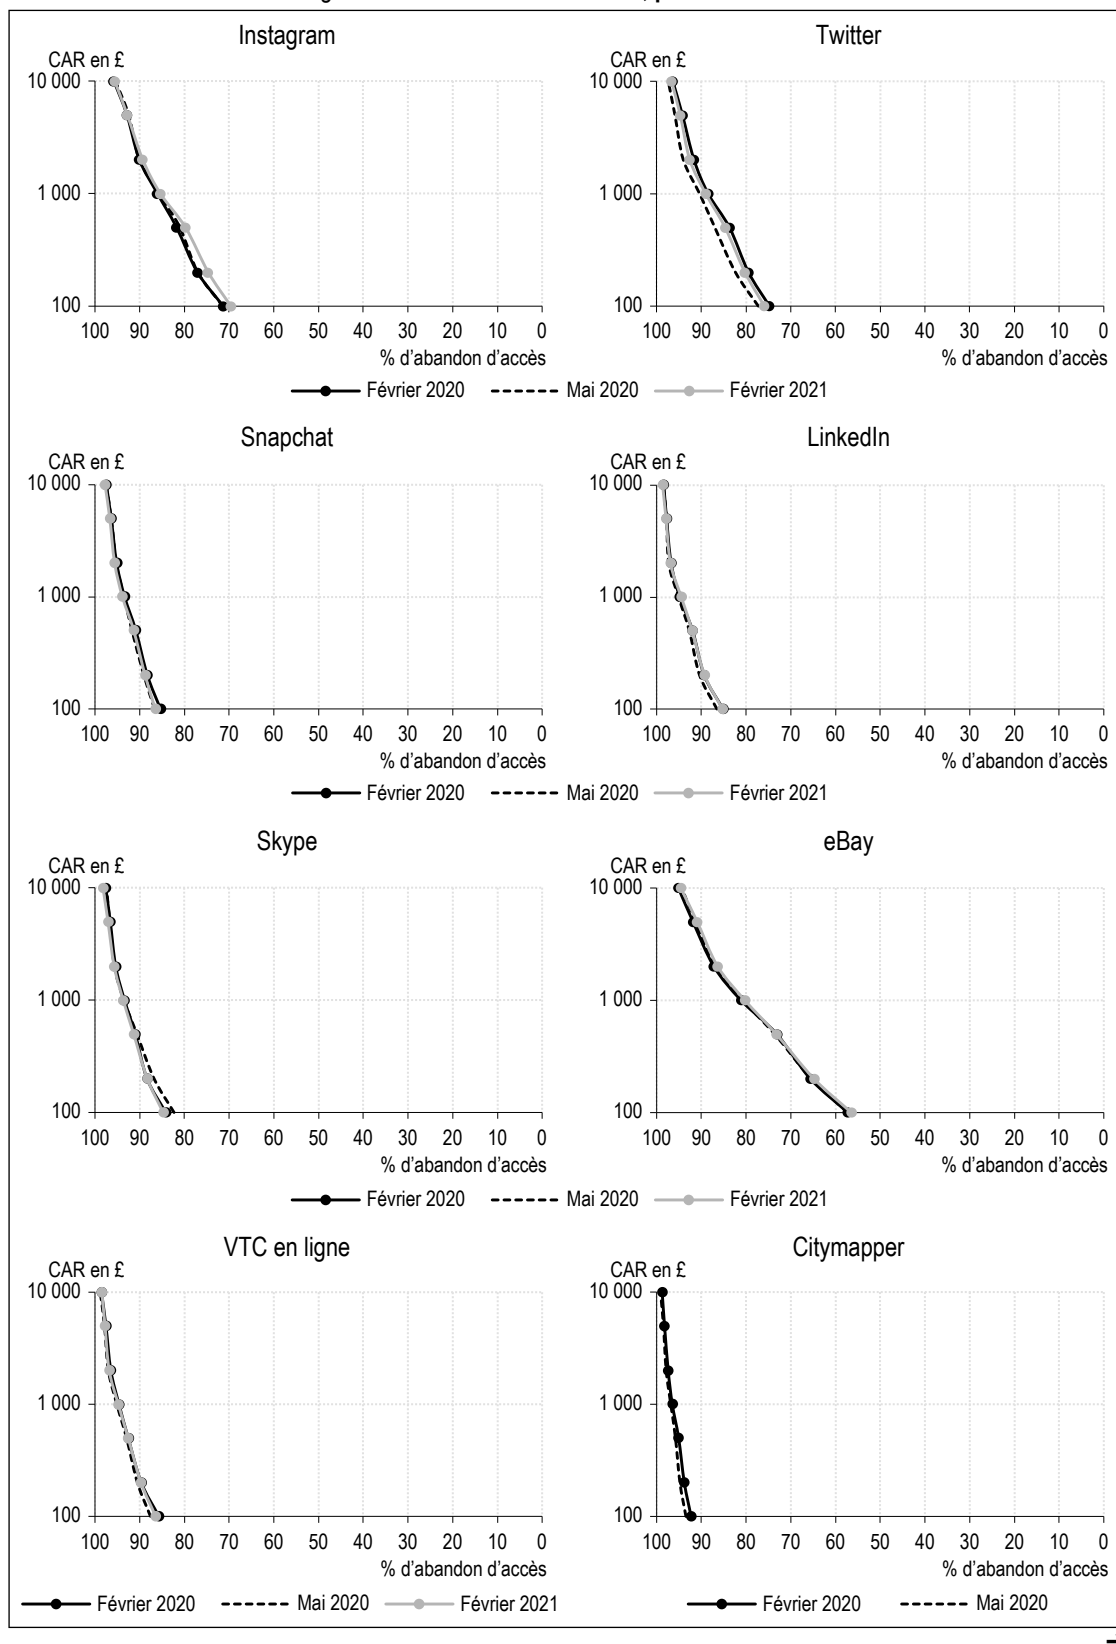 Instagram
CAR en £
10 000
1 000
100
100 90 80 70 60 50 40 30 20 10 0
% d'abandon d'accès
Twitter
CAR en £
10 000
1 000
100
100 90 80 70 60 50 40 30 20 10 0
% d'abandon d'accès
Février 2020 Mai 2020 Février 2021
Snapchat
CAR en £
10 000
1 000
100
100 90 80 70 60 50 40 30 20 10 0
% d'abandon d'accès
LinkedIn
CAR en £
10 000
1 000
100
100 90 80 70 60 50 40 30 20 10 0
% d'abandon d'accès
Février 2020 Mai 2020 Février 2021
Skype
CAR en £
10 000
1 000
100
100 90 80 70 60 50 40 30 20 10 0
% d'abandon d'accès
eBay
CAR en £
10 000
1 000
100
100 90 80 70 60 50 40 30 20 10 0
% d'abandon d'accès
Février 2020 Mai 2020 Février 2021
VTC en ligne
CAR en £
10 000
1 000
100
100 90 80 70 60 50 40 30 20 10 0
% d'abandon d'accès
Février 2020 Mai 2020 Février 2021
Citymapper
CAR en £
10 000
1 000
100
100 90 80 70 60 50 40 30 20 10 0
% d'abandon d'accès
Février 2020 Mai 2020